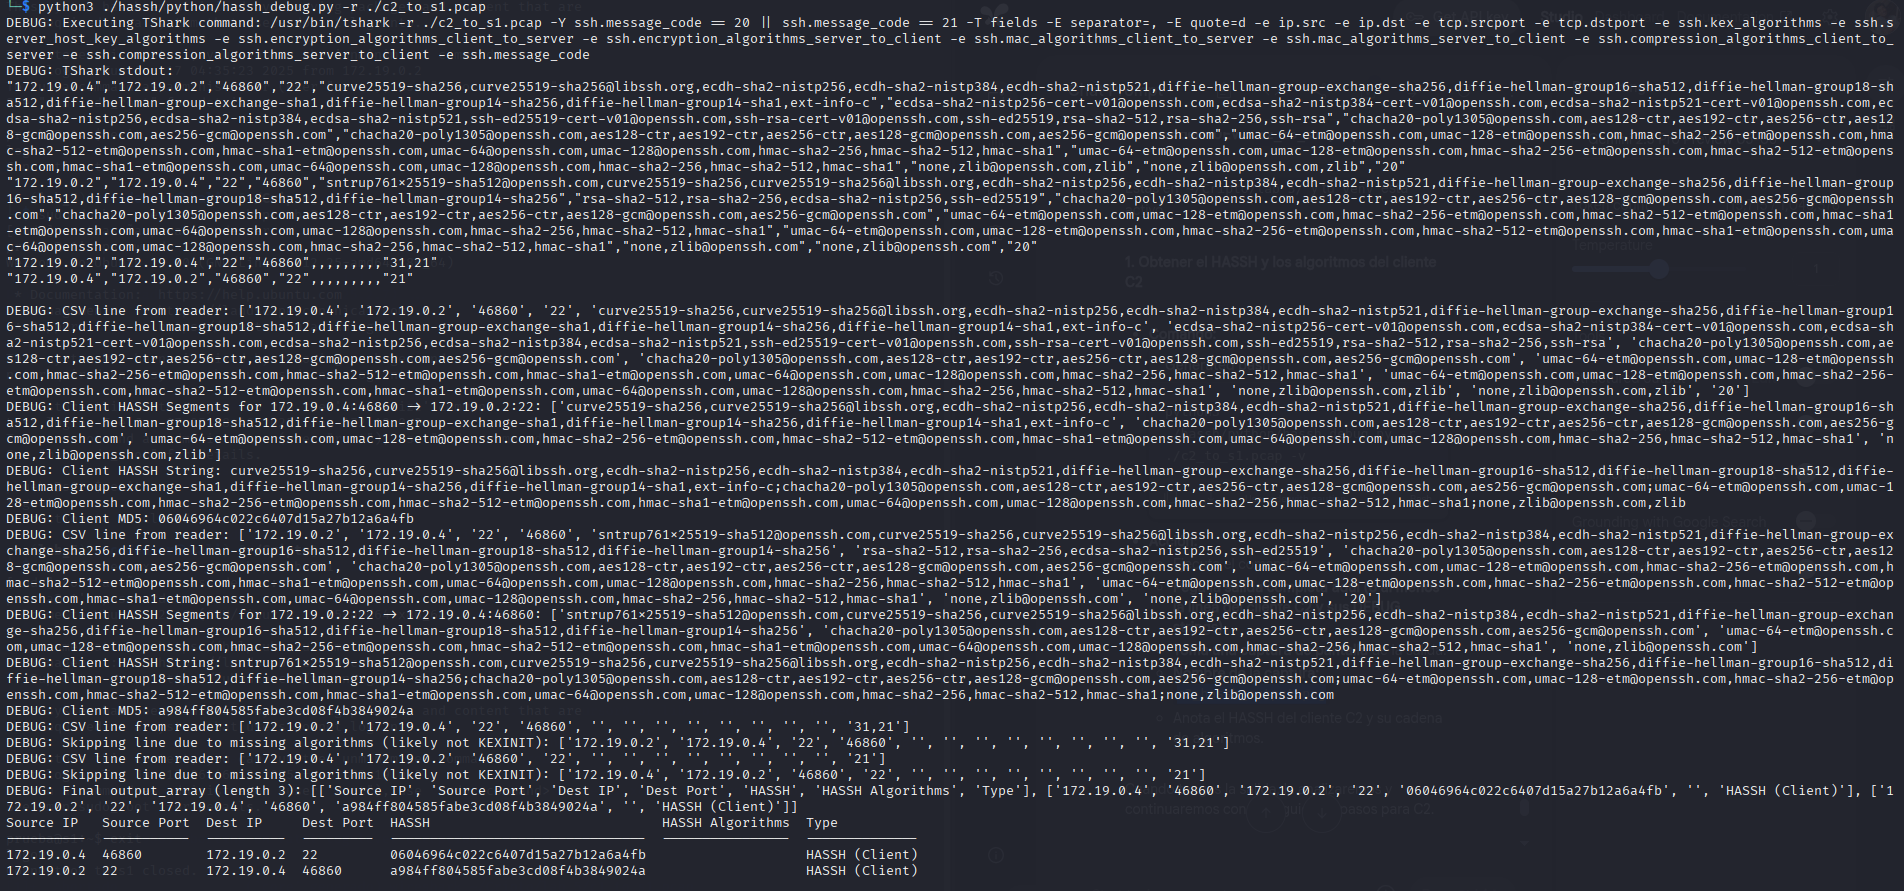 └─$ python3 ./hassh/python/hassh_debug.py -r ./c2_to_s1.pcap
DEBUG: Executing TShark command: /usr/bin/tshark -r ./c2_to_s1.pcap -Y ssh.message_code == 20 || ssh.message_code == 21 -T fields -E separator=, -E quote=d -e ip.src -e ip.dst -e tcp.srcport -e tcp.dstport -e ssh.kex_algorithms -e ssh.s
erver_host_key_algorithms -e ssh.encryption_algorithms_client_to_server -e ssh.encryption_algorithms_server_to_client -e ssh.mac_algorithms_client_to_server -e ssh.mac_algorithms_server_to_client -e ssh.compression_algorithms_client_to_
server -e ssh.compression_algorithms_server_to_client -e ssh.message_code
DEBUG: TShark stdout:
"172.19.0.4","172.19.0.2","46860","22","curve25519-sha256,curve25519-sha256@libssh.org,ecdh-sha2-nistp256,ecdh-sha2-nistp384,ecdh-sha2-nistp521,diffie-hellman-group-exchange-sha256,diffie-hellman-group16-sha512,diffie-hellman-group18-sh
a512,diffie-hellman-group-exchange-sha1,diffie-hellman-group14-sha256,diffie-hellman-group14-sha1,ext-info-c","ecdsa-sha2-nistp256-cert-v01@openssh.com,ecdsa-sha2-nistp384-cert-v01@openssh.com,ecdsa-sha2-nistp521-cert-v01@openssh.com,ec
dsa-sha2-nistp256,ecdsa-sha2-nistp384,ecdsa-sha2-nistp521,ssh-ed25519-cert-v01@openssh.com,ssh-rsa-cert-v01@openssh.com,ssh-ed25519,rsa-sha2-512,rsa-sha2-256,ssh-rsa","chacha20-poly1305@openssh.com,aes128-ctr,aes192-ctr,aes256-ctr,aes12
8-gcm@openssh.com,aes256-gcm@openssh.com","chacha20-poly1305@openssh.com,aes128-ctr,aes192-ctr,aes256-ctr,aes128-gcm@openssh.com,aes256-gcm@openssh.com","umac-64-etm@openssh.com,umac-128-etm@openssh.com,hmac-sha2-256-etm@openssh.com,hma
c-sha2-512-etm@openssh.com,hmac-sha1-etm@openssh.com,umac-64@openssh.com,umac-128@openssh.com,hmac-sha2-256,hmac-sha2-512,hmac-sha1","umac-64-etm@openssh.com,umac-128-etm@openssh.com,hmac-sha2-256-etm@openssh.com,hmac-sha2-512-etm@opens
sh.com,hmac-sha1-etm@openssh.com,umac-64@openssh.com,umac-128@openssh.com,hmac-sha2-256,hmac-sha2-512,hmac-sha1","none,zlib@openssh.com,zlib","none,zlib@openssh.com,zlib","20"
"172.19.0.2","172.19.0.4","22","46860","sntrup761×25519-sha512@openssh.com,curve25519-sha256,curve25519-sha256@libssh.org,ecdh-sha2-nistp256,ecdh-sha2-nistp384,ecdh-sha2-nistp521,diffie-hellman-group-exchange-sha256,diffie-hellman-group
16-sha512,diffie-hellman-group18-sha512,diffie-hellman-group14-sha256","rsa-sha2-512,rsa-sha2-256,ecdsa-sha2-nistp256,ssh-ed25519","chacha20-poly1305@openssh.com,aes128-ctr,aes192-ctr,aes256-ctr,aes128-gcm@openssh.com,aes256-gcm@openssh
.com","chacha20-poly1305@openssh.com,aes128-ctr,aes192-ctr,aes256-ctr,aes128-gcm@openssh.com,aes256-gcm@openssh.com","umac-64-etm@openssh.com,umac-128-etm@openssh.com,hmac-sha2-256-etm@openssh.com,hmac-sha2-512-etm@openssh.com,hmac-sha1
-etm@openssh.com,umac-64@openssh.com,umac-128@openssh.com,hmac-sha2-256,hmac-sha2-512,hmac-sha1","umac-64-etm@openssh.com,umac-128-etm@openssh.com,hmac-sha2-256-etm@openssh.com,hmac-sha2-512-etm@openssh.com,hmac-sha1-etm@openssh.com,uma
c-64@openssh.com,umac-128@openssh.com,hmac-sha2-256,hmac-sha2-512,hmac-sha1","none,zlib@openssh.com","none,zlib@openssh.com","20"
"172.19.0.2","172.19.0.4","22","46860",,,,,,,,,"31,21"
"172.19.0.4","172.19.0.2","46860","22",,,,,,,,,"21"
DEBUG: CSV line from reader: ['172.19.0.4', '172.19.0.2', '46860', '22', 'curve25519-sha256,curve25519-sha256@libssh.org,ecdh-sha2-nistp256,ecdh-sha2-nistp384,ecdh-sha2-nistp521,diffie-hellman-group-exchange-sha256,diffie-hellman-group1
6-sha512,diffie-hellman-group18-sha512,diffie-hellman-group-exchange-sha1,diffie-hellman-group14-sha256,diffie-hellman-group14-sha1,ext-info-c', 'ecdsa-sha2-nistp256-cert-v01@openssh.com,ecdsa-sha2-nistp384-cert-v01@openssh.com,ecdsa-sh
a2-nistp521-cert-v01@openssh.com,ecdsa-sha2-nistp256,ecdsa-sha2-nistp384,ecdsa-sha2-nistp521,ssh-ed25519-cert-v01@openssh.com,ssh-rsa-cert-v01@openssh.com,ssh-ed25519,rsa-sha2-512,rsa-sha2-256,ssh-rsa', 'chacha20-poly1305@openssh.com,ae
s128-ctr,aes192-ctr,aes256-ctr,aes128-gcm@openssh.com,aes256-gcm@openssh.com', 'chacha20-poly1305@openssh.com,aes128-ctr,aes192-ctr,aes256-ctr,aes128-gcm@openssh.com,aes256-gcm@openssh.com', 'umac-64-etm@openssh.com,umac-128-etm@openssh
.com,hmac-sha2-256-etm@openssh.com,hmac-sha2-512-etm@openssh.com,hmac-sha1-etm@openssh.com,umac-64@openssh.com,umac-128@openssh.com,hmac-sha2-256,hmac-sha2-512,hmac-sha1', 'umac-64-etm@openssh.com,umac-128-etm@openssh.com,hmac-sha2-256-
etm@openssh.com,hmac-sha2-512-etm@openssh.com,hmac-sha1-etm@openssh.com,umac-64@openssh.com,umac-128@openssh.com,hmac-sha2-256,hmac-sha2-512,hmac-sha1', 'none,zlib@openssh.com,zlib', 'none,zlib@openssh.com,zlib', '20']
DEBUG: Client HASSH Segments for 172.19.0.4:46860 → 172.19.0.2:22: ['curve25519-sha256,curve25519-sha256@libssh.org,ecdh-sha2-nistp256,ecdh-sha2-nistp384,ecdh-sha2-nistp521,diffie-hellman-group-exchange-sha256,diffie-hellman-group16-sh
a512,diffie-hellman-group18-sha512,diffie-hellman-group-exchange-sha1,diffie-hellman-group14-sha256,diffie-hellman-group14-sha1,ext-info-c', 'chacha20-poly1305@openssh.com,aes128-ctr,aes192-ctr,aes256-ctr,aes128-gcm@openssh.com,aes256-g
cm@openssh.com', 'umac-64-etm@openssh.com,umac-128-etm@openssh.com,hmac-sha2-256-etm@openssh.com,hmac-sha2-512-etm@openssh.com,hmac-sha1-etm@openssh.com,umac-64@openssh.com,umac-128@openssh.com,hmac-sha2-256,hmac-sha2-512,hmac-sha1', 'n
one,zlib@openssh.com,zlib']
DEBUG: Client HASSH String: curve25519-sha256,curve25519-sha256@libssh.org,ecdh-sha2-nistp256,ecdh-sha2-nistp384,ecdh-sha2-nistp521,diffie-hellman-group-exchange-sha256,diffie-hellman-group16-sha512,diffie-hellman-group18-sha512,diffie-
hellman-group-exchange-sha1,diffie-hellman-group14-sha256,diffie-hellman-group14-sha1,ext-info-c;chacha20-poly1305@openssh.com,aes128-ctr,aes192-ctr,aes256-ctr,aes128-gcm@openssh.com,aes256-gcm@openssh.com;umac-64-etm@openssh.com,umac-1
28-etm@openssh.com,hmac-sha2-256-etm@openssh.com,hmac-sha2-512-etm@openssh.com,hmac-sha1-etm@openssh.com,umac-64@openssh.com,umac-128@openssh.com,hmac-sha2-256,hmac-sha2-512,hmac-sha1;none,zlib@openssh.com,zlib
DEBUG: Client MD5: 06046964c022c6407d15a27b12a6a4fb
DEBUG: CSV line from reader: ['172.19.0.2', '172.19.0.4', '22', '46860', 'sntrup761×25519-sha512@openssh.com,curve25519-sha256,curve25519-sha256@libssh.org,ecdh-sha2-nistp256,ecdh-sha2-nistp384,ecdh-sha2-nistp521,diffie-hellman-group-ex
change-sha256,diffie-hellman-group16-sha512,diffie-hellman-group18-sha512,diffie-hellman-group14-sha256', 'rsa-sha2-512,rsa-sha2-256,ecdsa-sha2-nistp256,ssh-ed25519', 'chacha20-poly1305@openssh.com,aes128-ctr,aes192-ctr,aes256-ctr,aes12
8-gcm@openssh.com,aes256-gcm@openssh.com', 'chacha20-poly1305@openssh.com,aes128-ctr,aes192-ctr,aes256-ctr,aes128-gcm@openssh.com,aes256-gcm@openssh.com', 'umac-64-etm@openssh.com,umac-128-etm@openssh.com,hmac-sha2-256-etm@openssh.com,h
mac-sha2-512-etm@openssh.com,hmac-sha1-etm@openssh.com,umac-64@openssh.com,umac-128@openssh.com,hmac-sha2-256,hmac-sha2-512,hmac-sha1', 'umac-64-etm@openssh.com,umac-128-etm@openssh.com,hmac-sha2-256-etm@openssh.com,hmac-sha2-512-etm@op
enssh.com,hmac-sha1-etm@openssh.com,umac-64@openssh.com,umac-128@openssh.com,hmac-sha2-256,hmac-sha2-512,hmac-sha1', 'none,zlib@openssh.com', 'none,zlib@openssh.com', '20']
DEBUG: Client HASSH Segments for 172.19.0.2:22 → 172.19.0.4:46860: ['sntrup761×25519-sha512@openssh.com,curve25519-sha256,curve25519-sha256@libssh.org,ecdh-sha2-nistp256,ecdh-sha2-nistp384,ecdh-sha2-nistp521,diffie-hellman-group-exchan
ge-sha256,diffie-hellman-group16-sha512,diffie-hellman-group18-sha512,diffie-hellman-group14-sha256', 'chacha20-poly1305@openssh.com,aes128-ctr,aes192-ctr,aes256-ctr,aes128-gcm@openssh.com,aes256-gcm@openssh.com', 'umac-64-etm@openssh.c
om,umac-128-etm@openssh.com,hmac-sha2-256-etm@openssh.com,hmac-sha2-512-etm@openssh.com,hmac-sha1-etm@openssh.com,umac-64@openssh.com,umac-128@openssh.com,hmac-sha2-256,hmac-sha2-512,hmac-sha1', 'none,zlib@openssh.com']
DEBUG: Client HASSH String: sntrup761×25519-sha512@openssh.com,curve25519-sha256,curve25519-sha256@libssh.org,ecdh-sha2-nistp256,ecdh-sha2-nistp384,ecdh-sha2-nistp521,diffie-hellman-group-exchange-sha256,diffie-hellman-group16-sha512,di
ffie-hellman-group18-sha512,diffie-hellman-group14-sha256;chacha20-poly1305@openssh.com,aes128-ctr,aes192-ctr,aes256-ctr,aes128-gcm@openssh.com,aes256-gcm@openssh.com;umac-64-etm@openssh.com,umac-128-etm@openssh.com,hmac-sha2-256-etm@op
enssh.com,hmac-sha2-512-etm@openssh.com,hmac-sha1-etm@openssh.com,umac-64@openssh.com,umac-128@openssh.com,hmac-sha2-256,hmac-sha2-512,hmac-sha1;none,zlib@openssh.com
DEBUG: Client MD5: a984ff804585fabe3cd08f4b3849024a
DEBUG: CSV line from reader: ['172.19.0.2', '172.19.0.4', '22', '46860', '', '', '', '', '', '', '', '', '31,21']
DEBUG: Skipping line due to missing algorithms (likely not KEXINIT): ['172.19.0.2', '172.19.0.4', '22', '46860', '', '', '', '', '', '', '', '', '31,21']
DEBUG: CSV line from reader: ['172.19.0.4', '172.19.0.2', '46860', '22', '', '', '', '', '', '', '', '', '21']
DEBUG: Skipping line due to missing algorithms (likely not KEXINIT): ['172.19.0.4', '172.19.0.2', '46860', '22', '', '', '', '', '', '', '', '', '21']
DEBUG: Final output_array (length 3): [['Source IP', 'Source Port', 'Dest IP', 'Dest Port', 'HASSH', 'HASSH Algorithms', 'Type'], ['172.19.0.4', '46860', '172.19.0.2', '22', '06046964c022c6407d15a27b12a6a4fb', '', 'HASSH (Client)'], ['1
72.19.0.2', '22', '172.19.0.4', '46860', 'a984ff804585fabe3cd08f4b3849024a', '', 'HASSH (Client)']]
Source IP Source Port Dest IP Dest Port HASSH HASSH Algorithms Type
172.19.0.4 46860 172.19.0.2 22 06046964c022c6407d15a27b12a6a4fb HASSH (Client)
172.19.0.2 22 172.19.0.4 46860 a984ff804585fabe3cd08f4b3849024a HASSH (Client)
1. Obtener el HASSH y los algoritmos del cliente
C2
Temperature
Anota el HASSH del cliente C2 y su cadena